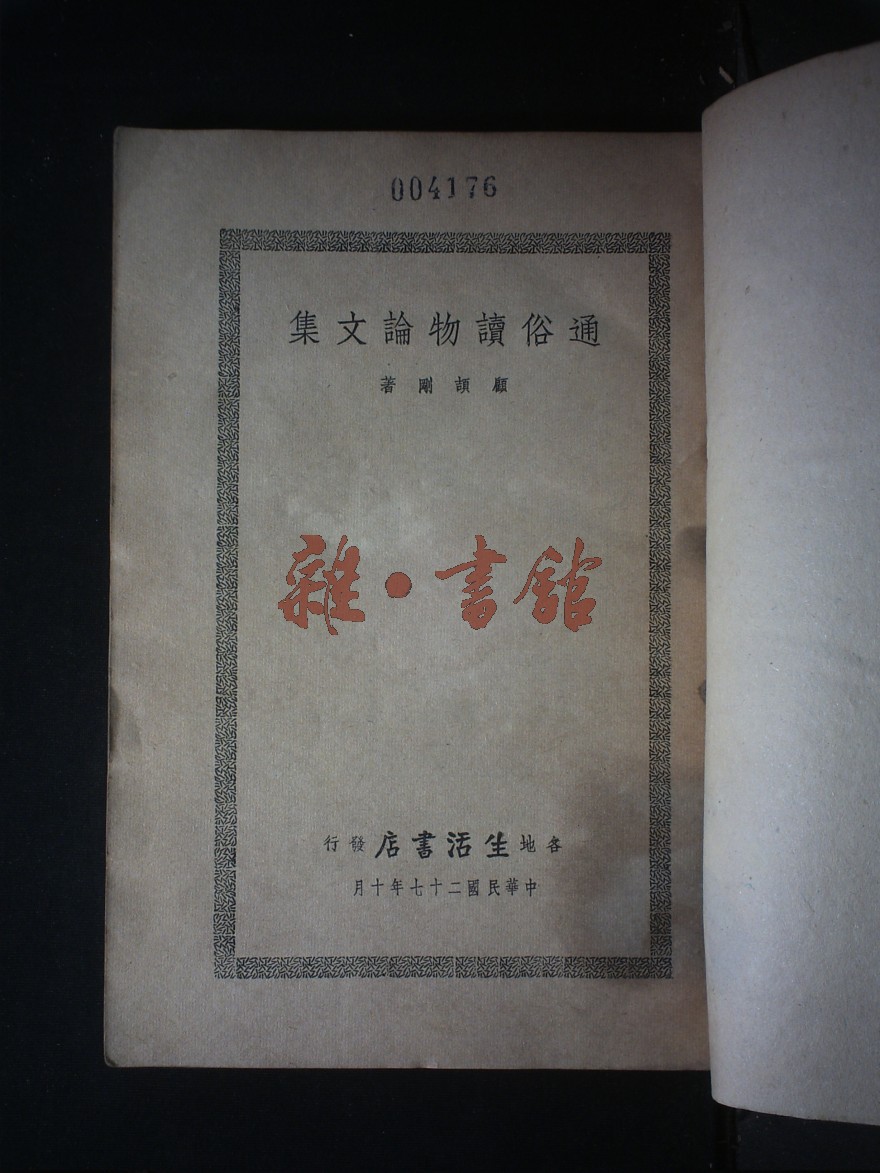 004176
通俗讀物論文集
顧頡剛著
雜·書館
各地生活書店發行
中華民國二十七年十月